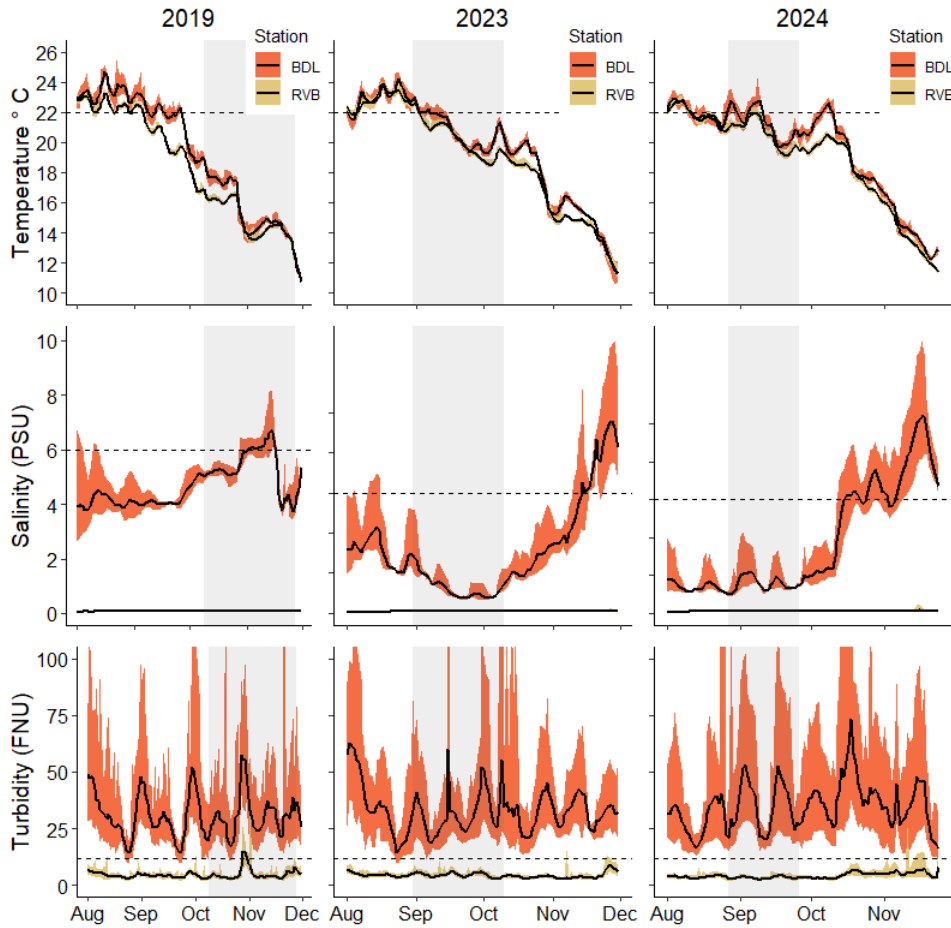 2019 2023 2024
Station Station Station
BDL BDL BDL
RVB RVB RVB
Temperature ° C
26
24
22
20
18
16
14
12
10
Salinity (PSU)
10
8
6
4
2
0
Turbidity (FNU)
100
75
50
25
0
Aug Sep Oct Nov Dec Aug Sep Oct Nov Dec Aug Sep Oct Nov